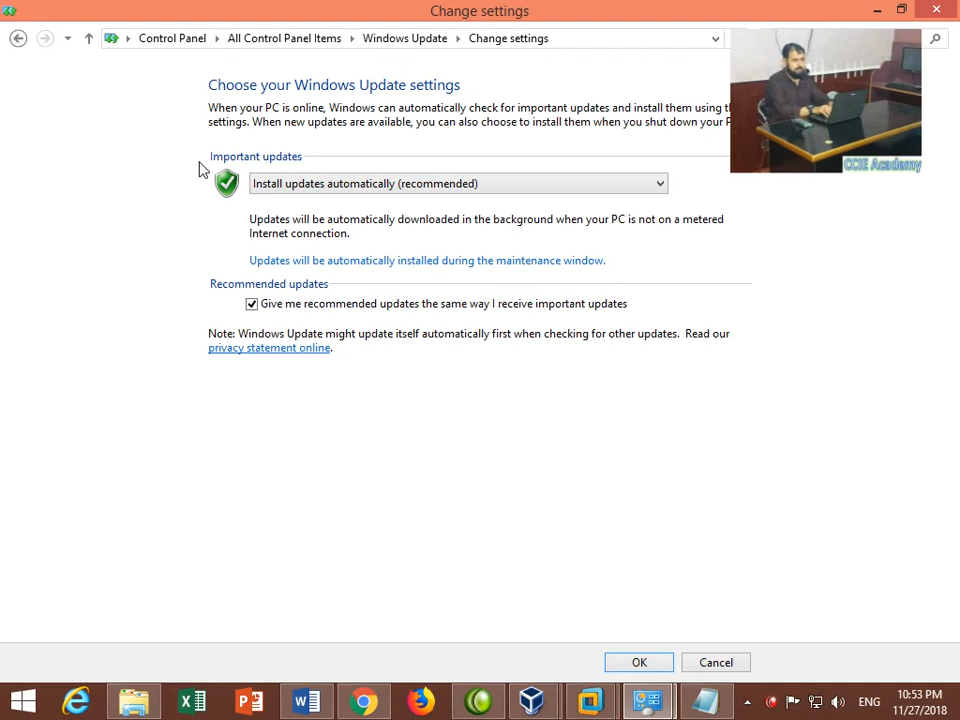 Change settings
Control Panel All Control Panel Items Windows Update Change settings
Choose your Windows Update settings
When your PC is online, Windows can automatically check for important updates and install them using
settings. When new updates are available, you can also choose to install them when you shut down your
CCIE Academy
Important updates
Install updates automatically (recommended)
Updates will be automatically downloaded in the background when your PC is not on a metered
Internet connection.
Updates will be automatically installed during the maintenance window.
Recommended updates
Give me recommended updates the same way I receive important updates
Note: Windows Update might update itself automatically first when checking for other updates. Read our
privacy statement online.
OK Cancel
ENG
10:53 PM
11/27/2018